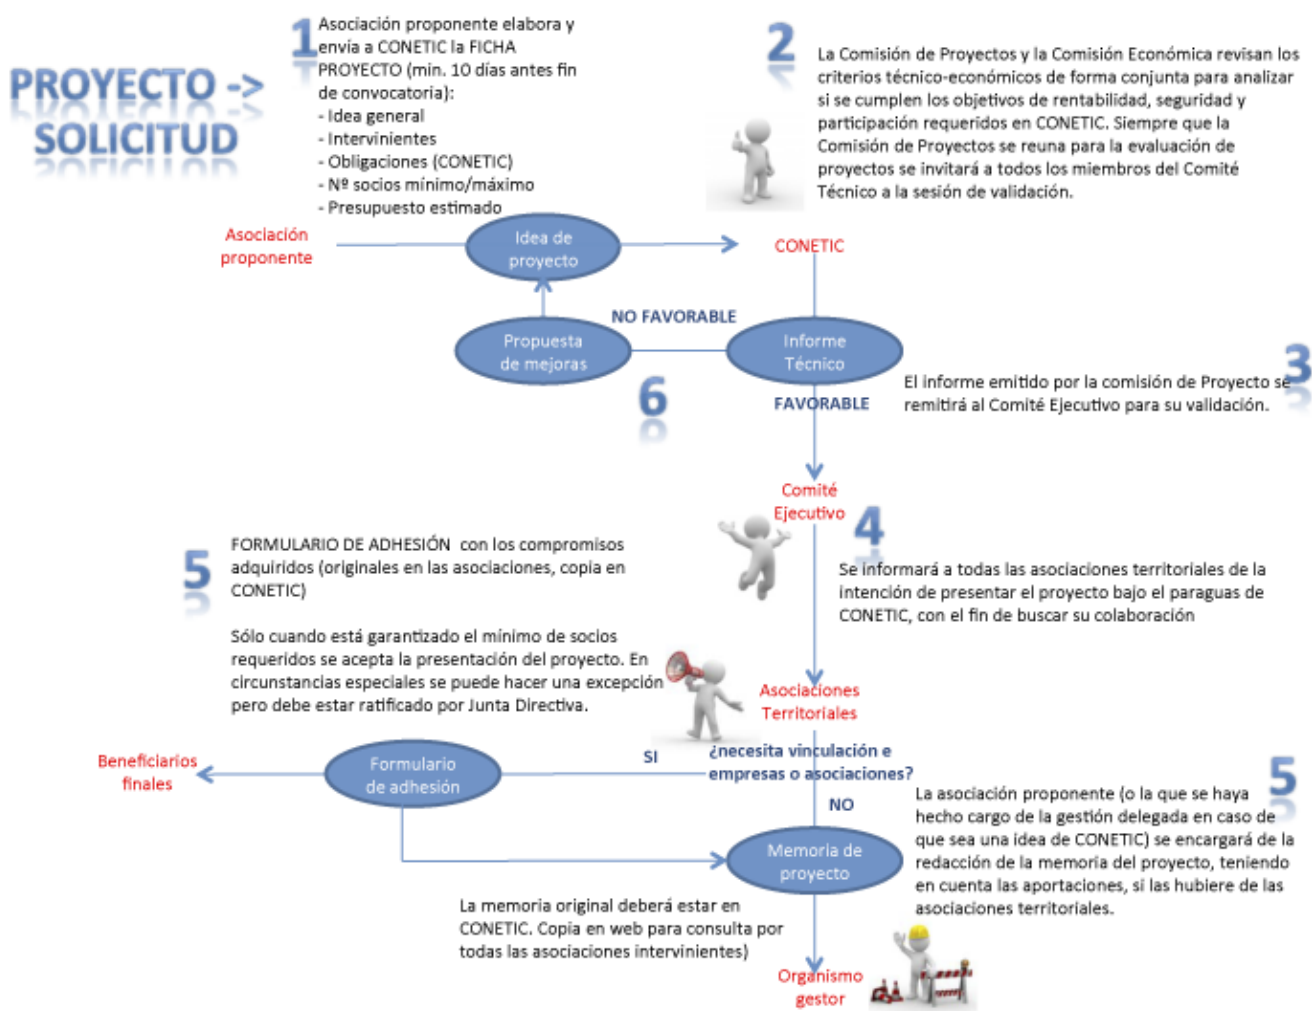 PROYECTO ->
SOLICITUD
1
Asociación proponente elabora y
envía a CONETIC la FICHA
PROYECTO (min. 10 días antes fin
de convocatoria):
- Idea general
- Intervinientes
- Obligaciones (CONETIC)
- Nº socios mínimo/máximo
- Presupuesto estimado
2
La Comisión de Proyectos y la Comisión Económica revisan los
criterios técnico-económicos de forma conjunta para analizar
si se cumplen los objetivos de rentabilidad, seguridad y
participación requeridos en CONETIC. Siempre que la
Comisión de Proyectos se reuna para la evaluación de
proyectos se invitará a todos los miembros del Comité
Técnico a la sesión de validación.
Asociación
proponente
Idea de
proyecto
CONETIC
NO FAVORABLE
Propuesta
de mejoras
Informe
Técnico
3
El informe emitido por la comisión de Proyecto se
remitirá al Comité Ejecutivo para su validación.
6
FAVORABLE
Comité
Ejecutivo
4
Se informará a todas las asociaciones territoriales de la
intención de presentar el proyecto bajo el paraguas de
CONETIC, con el fin de buscar su colaboración
5
FORMULARIO DE ADHESIÓN con los compromisos
adquiridos (originales en las asociaciones, copia en
CONETIC)
Sólo cuando está garantizado el mínimo de socios
requeridos se acepta la presentación del proyecto. En
circunstancias especiales se puede hacer una excepción
pero debe estar ratificado por Junta Directiva.
Asociaciones
Territoriales
¿necesita vinculación e
empresas o asociaciones?
SI
NO
Beneficiarios
finales
Formulario
de adhesión
5
La asociación proponente (o la que se haya
hecho cargo de la gestión delegada en caso de
que sea una idea de CONETIC) se encargará de la
redacción de la memoria del proyecto, teniendo
en cuenta las aportaciones, si las hubiere de las
asociaciones territoriales.
Memoria de
proyecto
La memoria original deberá estar en
CONETIC. Copia en web para consulta por
todas las asociaciones intervinientes)
Organismo
gestor